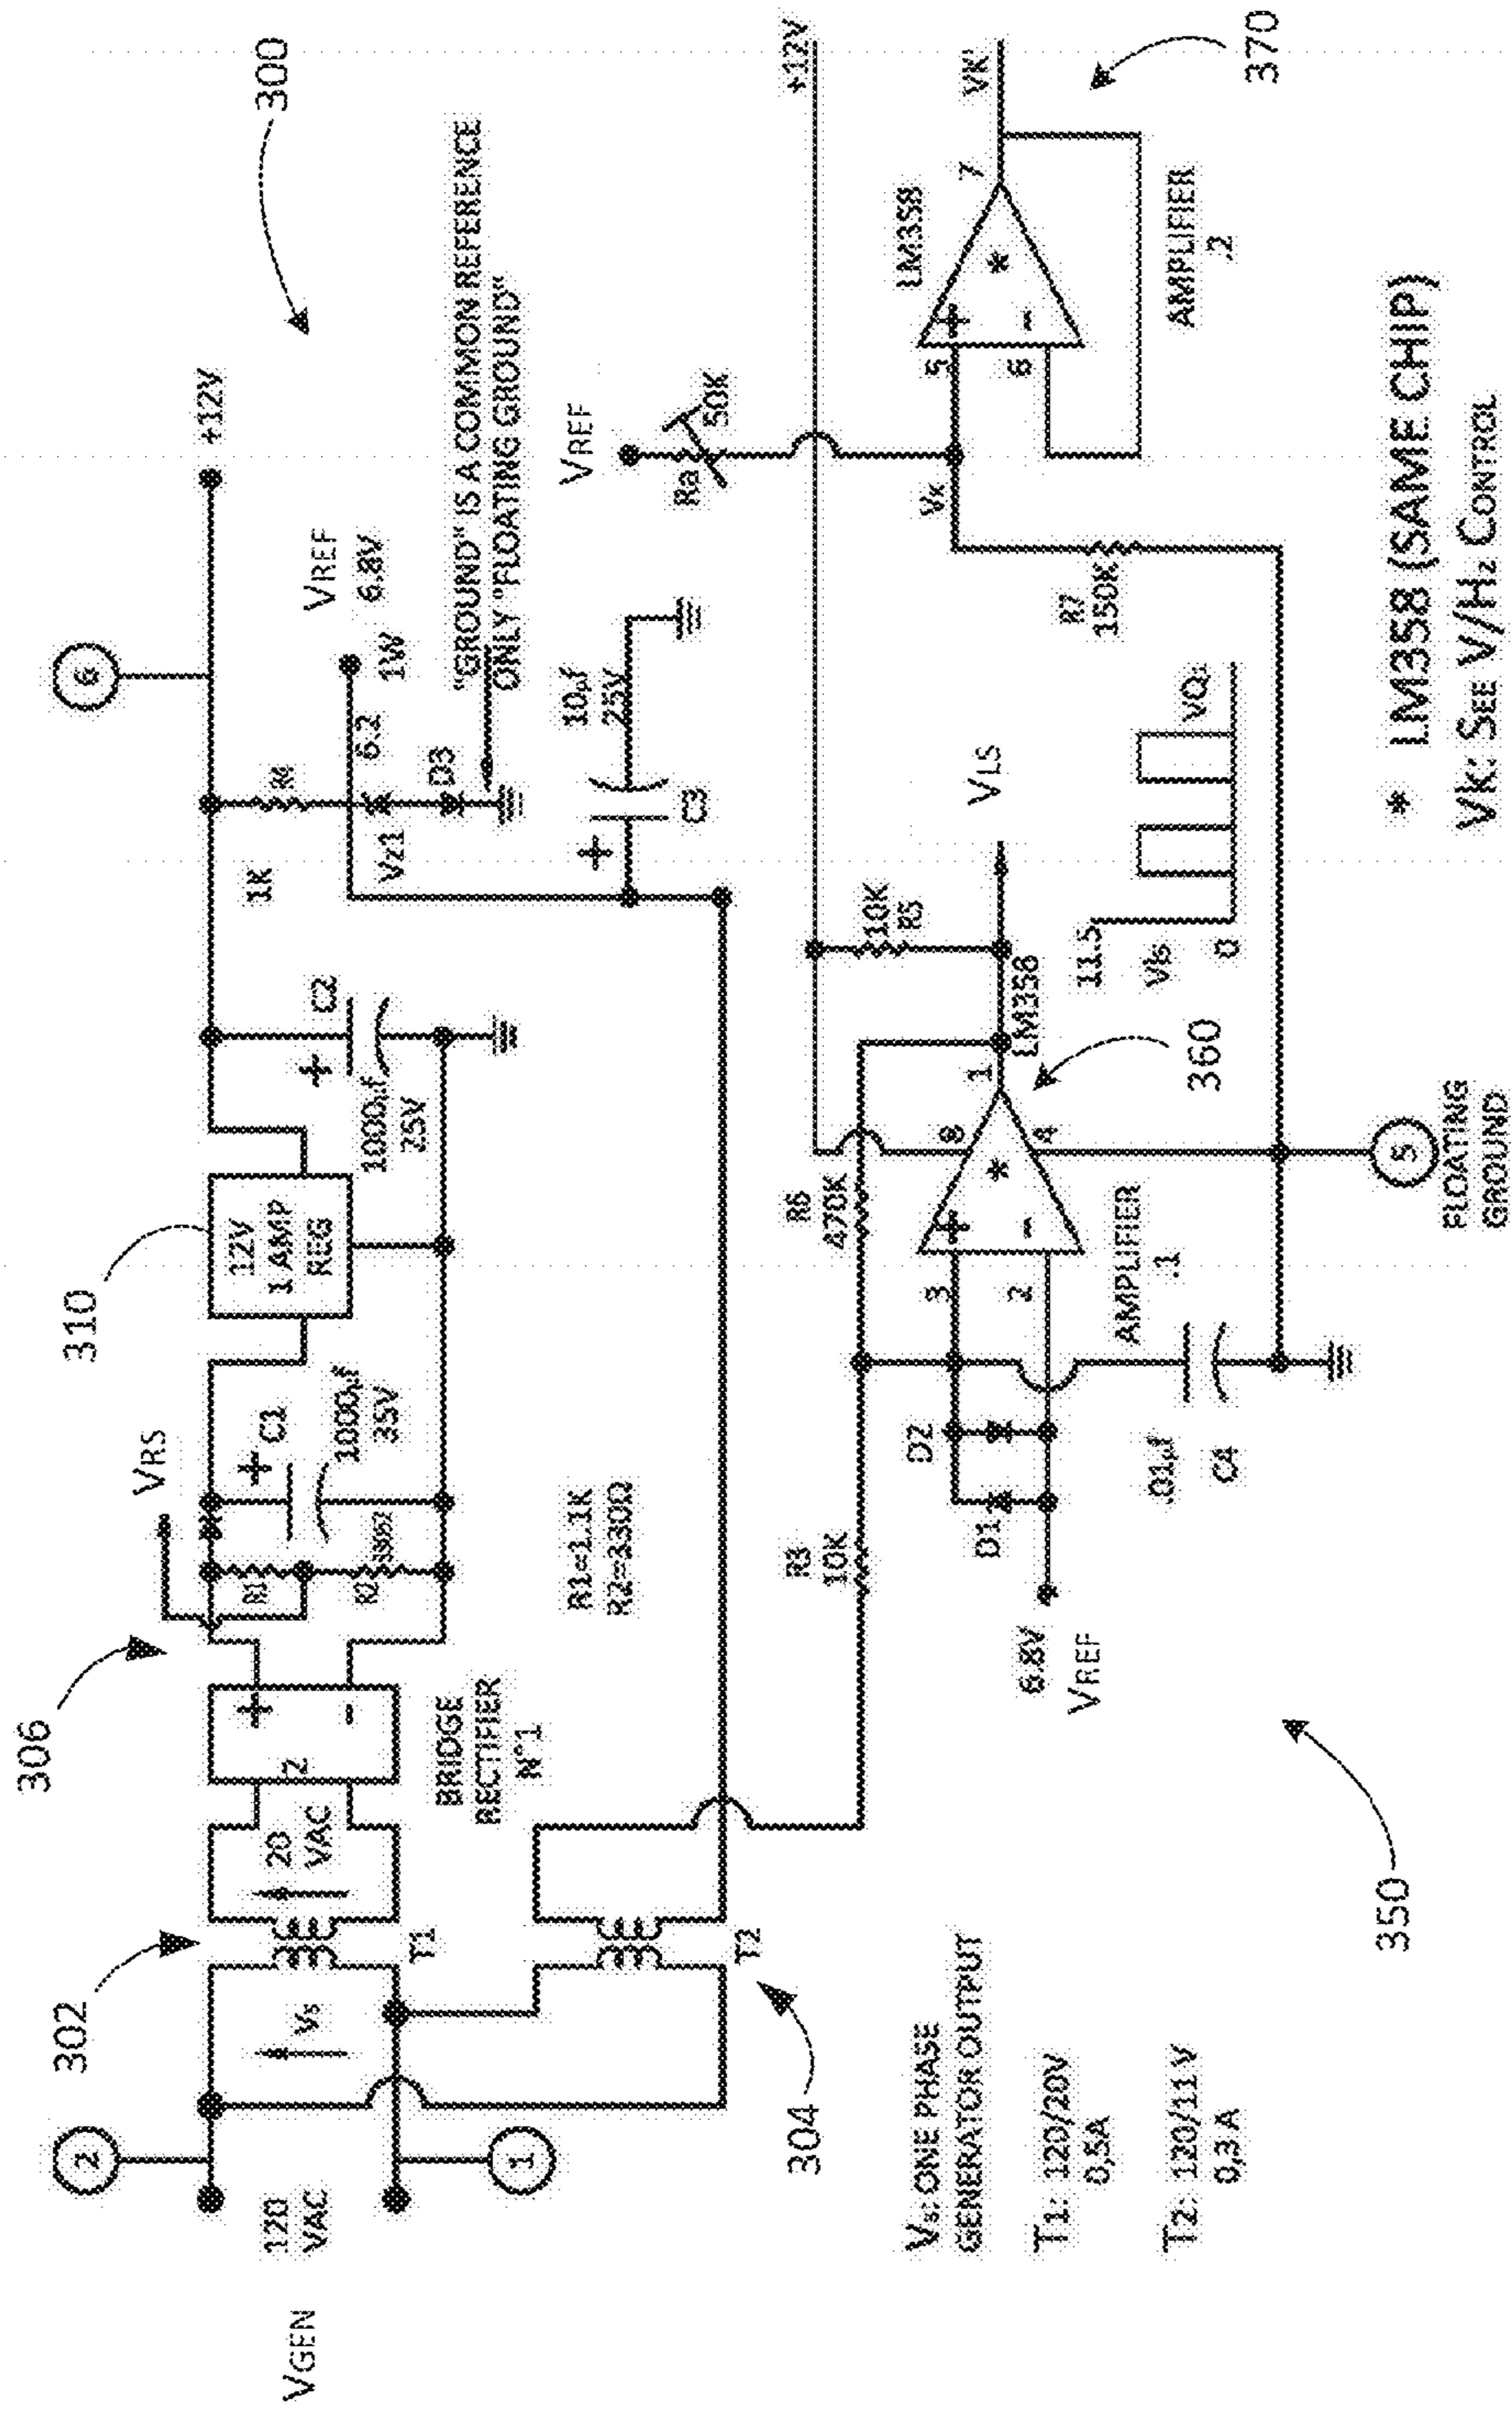 300
6
+12V
VREF
6.8V
1W
6.2
1K
Vz1
D3
"GROUND" IS A COMMON REFERENCE
ONLY "FLOATING GROUND"
310
12V
1 AMP
REG
C2
+
1000µf
25V
10µf
25V
+
C3
306
VRS
+ C1
1000µf
35V
R1
R2
R1=1.1K
R2=330Ω
+
-
2
BRIDGE
RECTIFIER
N°1
302
20
VAC
T1
Vs
2
1
120
VAC
VGEN
T2
304
VREF
Ra
50K
+12V
VK
LM358
5
+
6
-
*
7
VK'
370
AMPLIFIER
.2
R7
150K
R3
10K
R6
470K
10K
R5
VLS
LM358
360
3
+
2
-
*
8
4
1
AMPLIFIER
.1
D1
D2
6.8V
VREF
.01µf
C4
11.5
Vls
0
5
FLOATING
GROUND
350
Vs: ONE PHASE
GENERATOR OUTPUT
T1: 120/20V
0,5A
T2: 120/11 V
0,3 A
* LM358 (SAME CHIP)
Vk: SEE V/Hz CONTROL